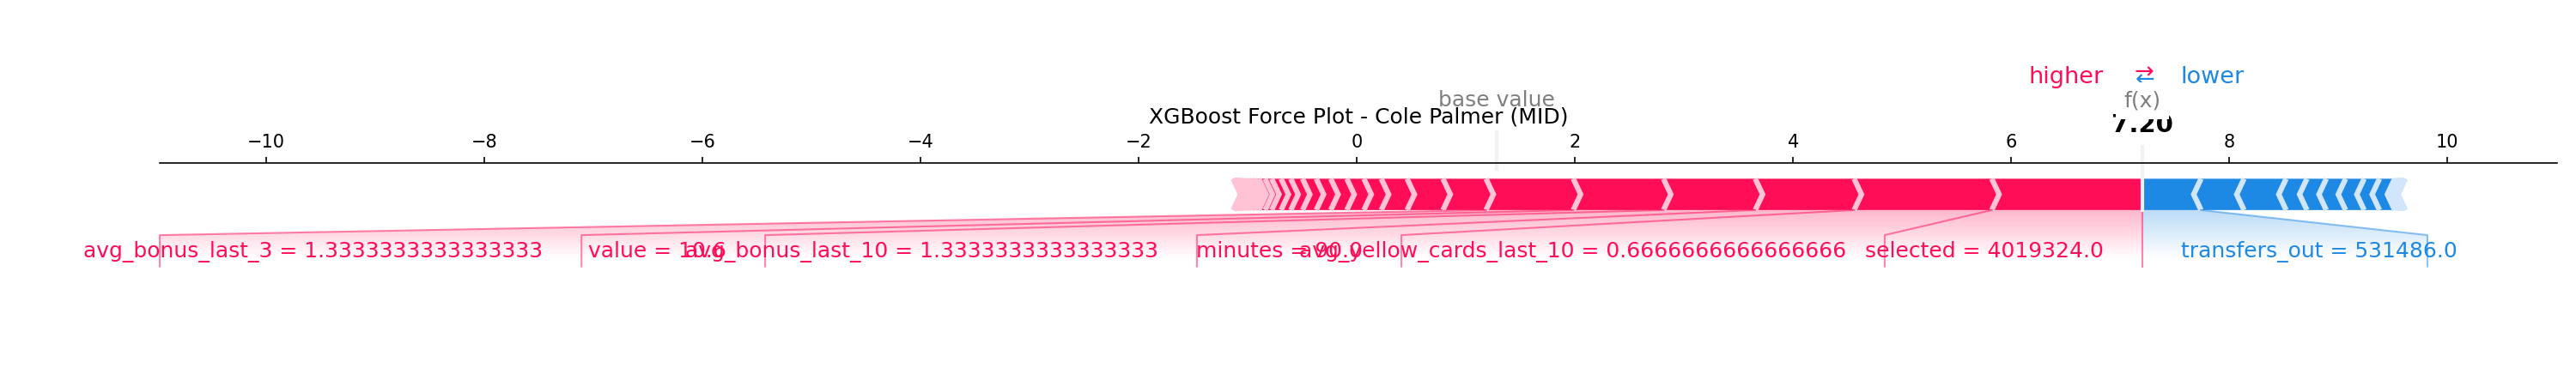 higher ⇄ lower
base value
f(x)
XGBoost Force Plot - Cole Palmer (MID)
7.20
−10 −8 −6 −4 −2 0 2 4 6 8 10
avg_bonus_last_3 = 1.3333333333333333 value = 10.6 avg_bonus_last_10 = 1.3333333333333333 minutes = 90.0 avg_yellow_cards_last_10 = 0.6666666666666666 selected = 4019324.0 transfers_out = 531486.0